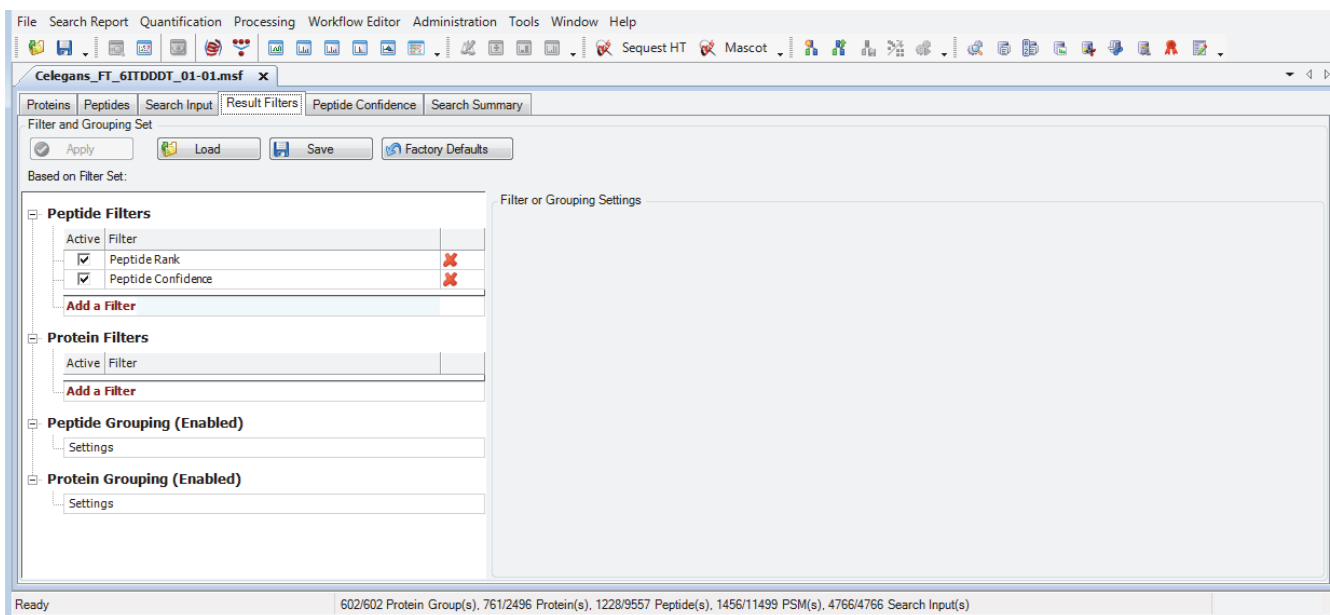 File Search Report Quantification Processing Workflow Editor Administration Tools Window Help
Sequest HT Mascot
Celegans_FT_6ITDDDT_01-01.msf x
Proteins Peptides Search Input Result Filters Peptide Confidence Search Summary
Filter and Grouping Set
Apply Load Save Factory Defaults
Based on Filter Set:
Filter or Grouping Settings
Peptide Filters
Active Filter
Peptide Rank
Peptide Confidence
Add a Filter
Protein Filters
Active Filter
Add a Filter
Peptide Grouping (Enabled)
Settings
Protein Grouping (Enabled)
Settings
Ready 602/602 Protein Group(s), 761/2496 Protein(s), 1228/9557 Peptide(s), 1456/11499 PSM(s), 4766/4766 Search Input(s)